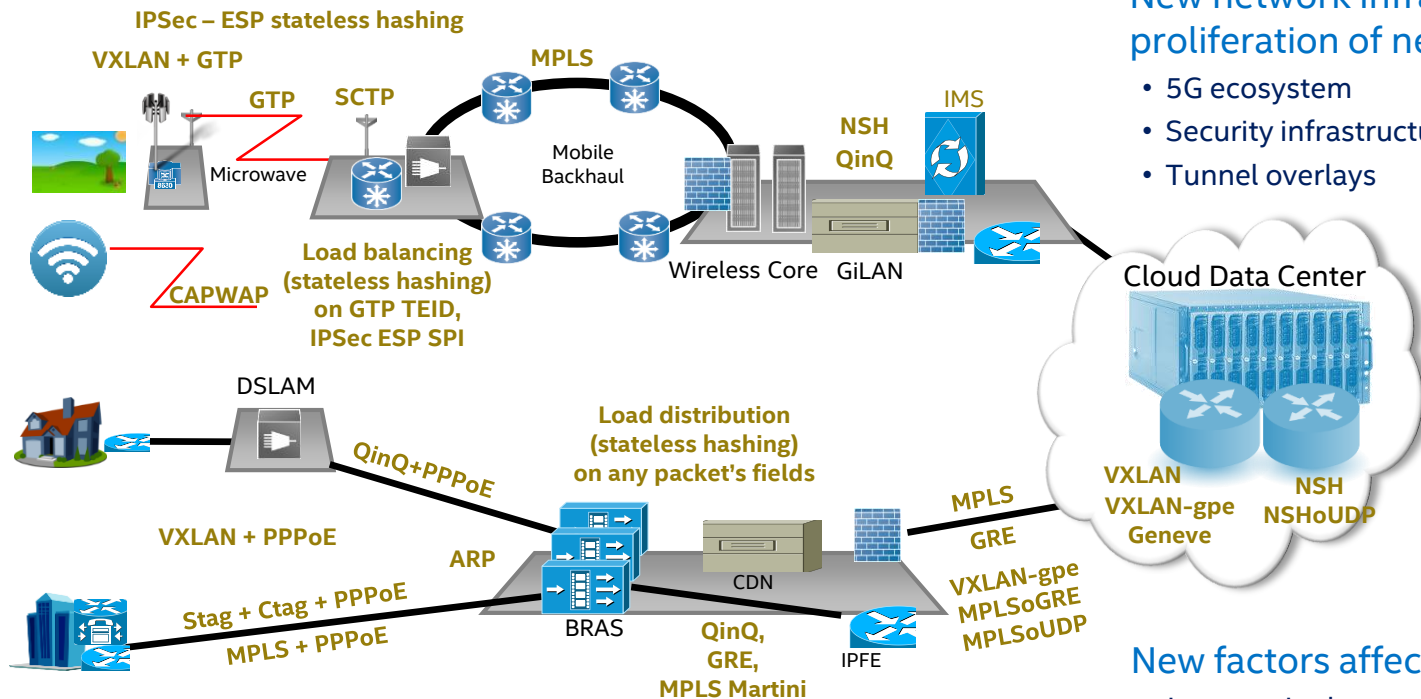 IPSec – ESP stateless hashing
VXLAN + GTP
GTP
SCTP
MPLS
Microwave
Mobile
Backhaul
NSH
QinQ
IMS
CAPWAP
Load balancing
(stateless hashing)
on GTP TEID,
IPSec ESP SPI
Wireless Core
GiLAN
proliferation of ne
• 5G ecosystem
• Security infrastructu
• Tunnel overlays
Cloud Data Center
VXLAN
VXLAN-gpe
Geneve
NSH
NSHoUDP
DSLAM
QinQ+PPPoE
Load distribution
(stateless hashing)
on any packet's fields
VXLAN + PPPoE
ARP
Stag + Ctag + PPPoE
MPLS + PPPoE
BRAS
CDN
QinQ,
GRE,
MPLS Martini
IPFE
MPLS
GRE
VXLAN-gpe
MPLSoGRE
MPLSoUDP
New factors affec